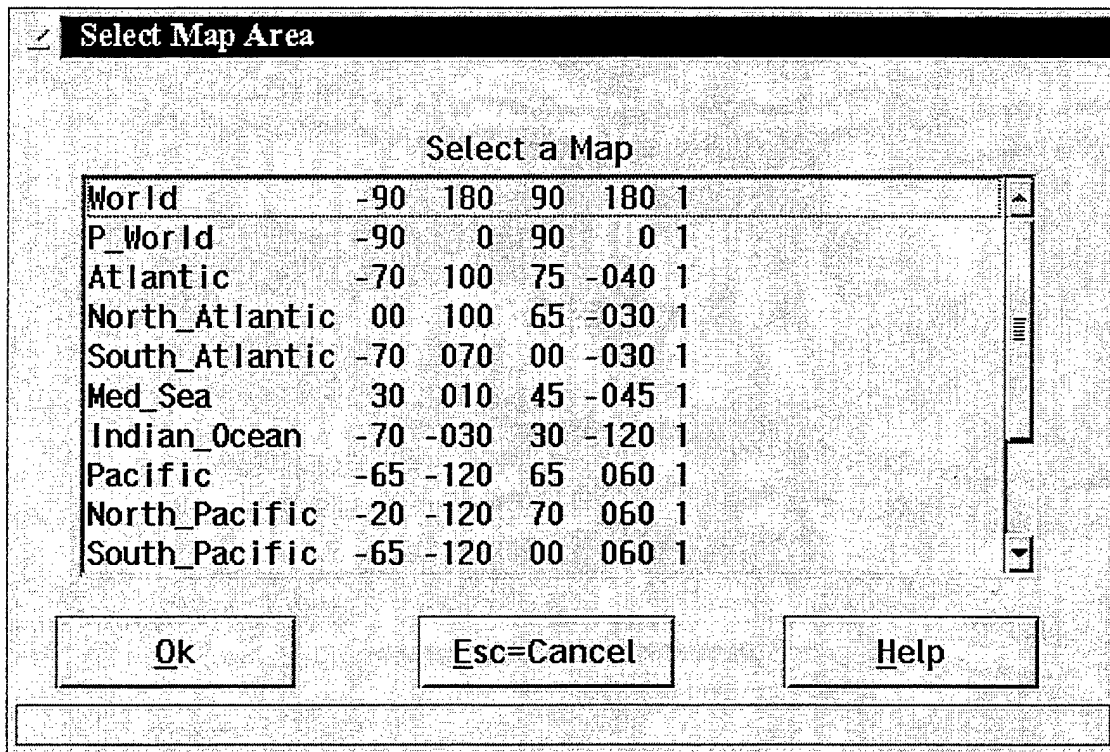 Select Map Area
Select a Map
World -90 180 90 180 1
P_World -90 0 90 0 1
Atlantic -70 100 75 -040 1
North_Atlantic 00 100 65 -030 1
South_Atlantic -70 070 00 -030 1
Med_Sea 30 010 45 -045 1
Indian_Ocean -70 -030 30 -120 1
Pacific -65 -120 65 060 1
North_Pacific -20 -120 70 060 1
South_Pacific -65 -120 00 060 1
Ok Esc=Cancel Help